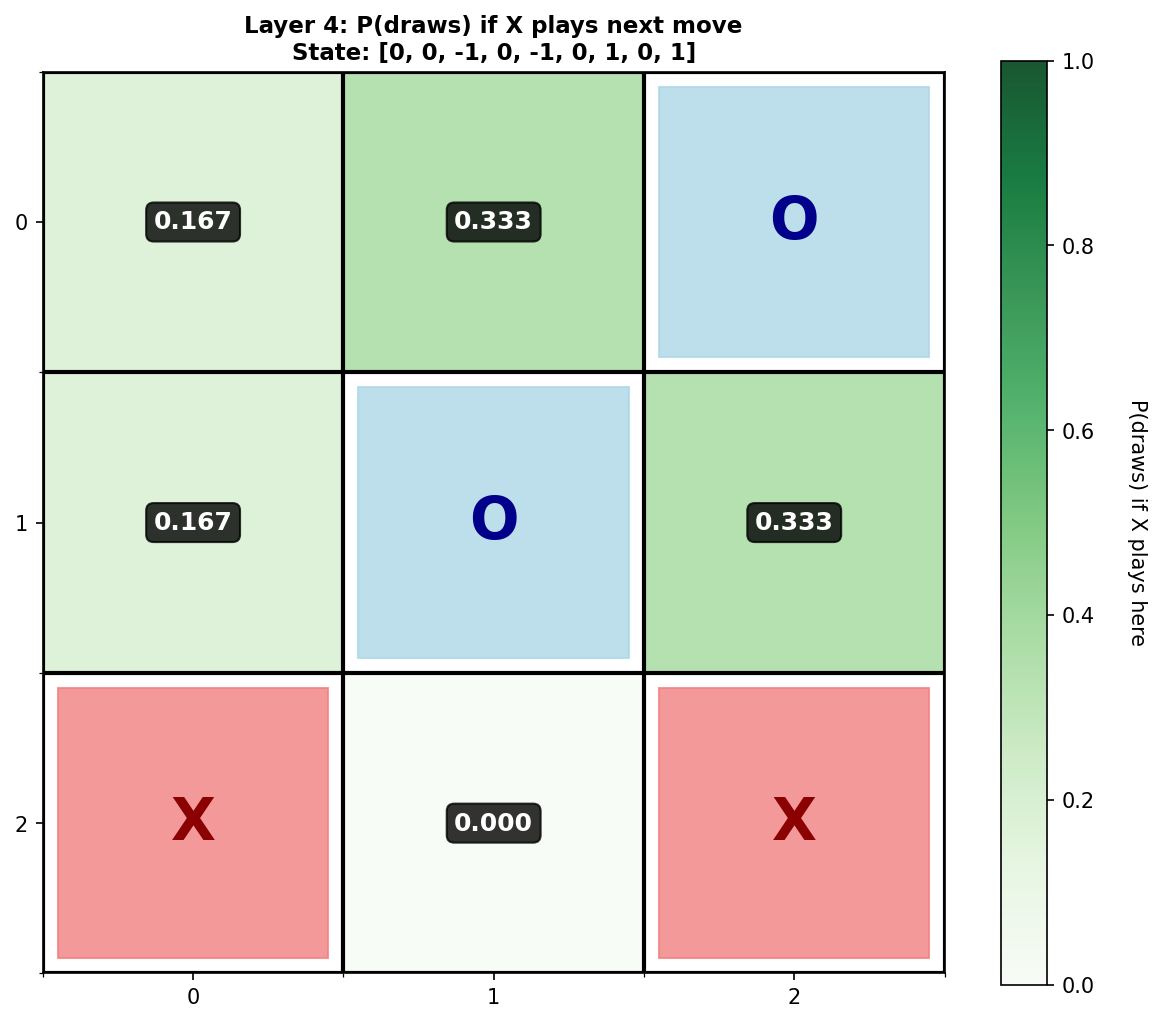 Layer 4: P(draws) if X plays next move
State: [0, 0, -1, 0, -1, 0, 1, 0, 1]
0.167
0.333
O
0.167
O
0.333
X
0.000
X
0
1
2
0
1
2
1.0
0.8
0.6
0.4
0.2
0.0
P(draws) if X plays here